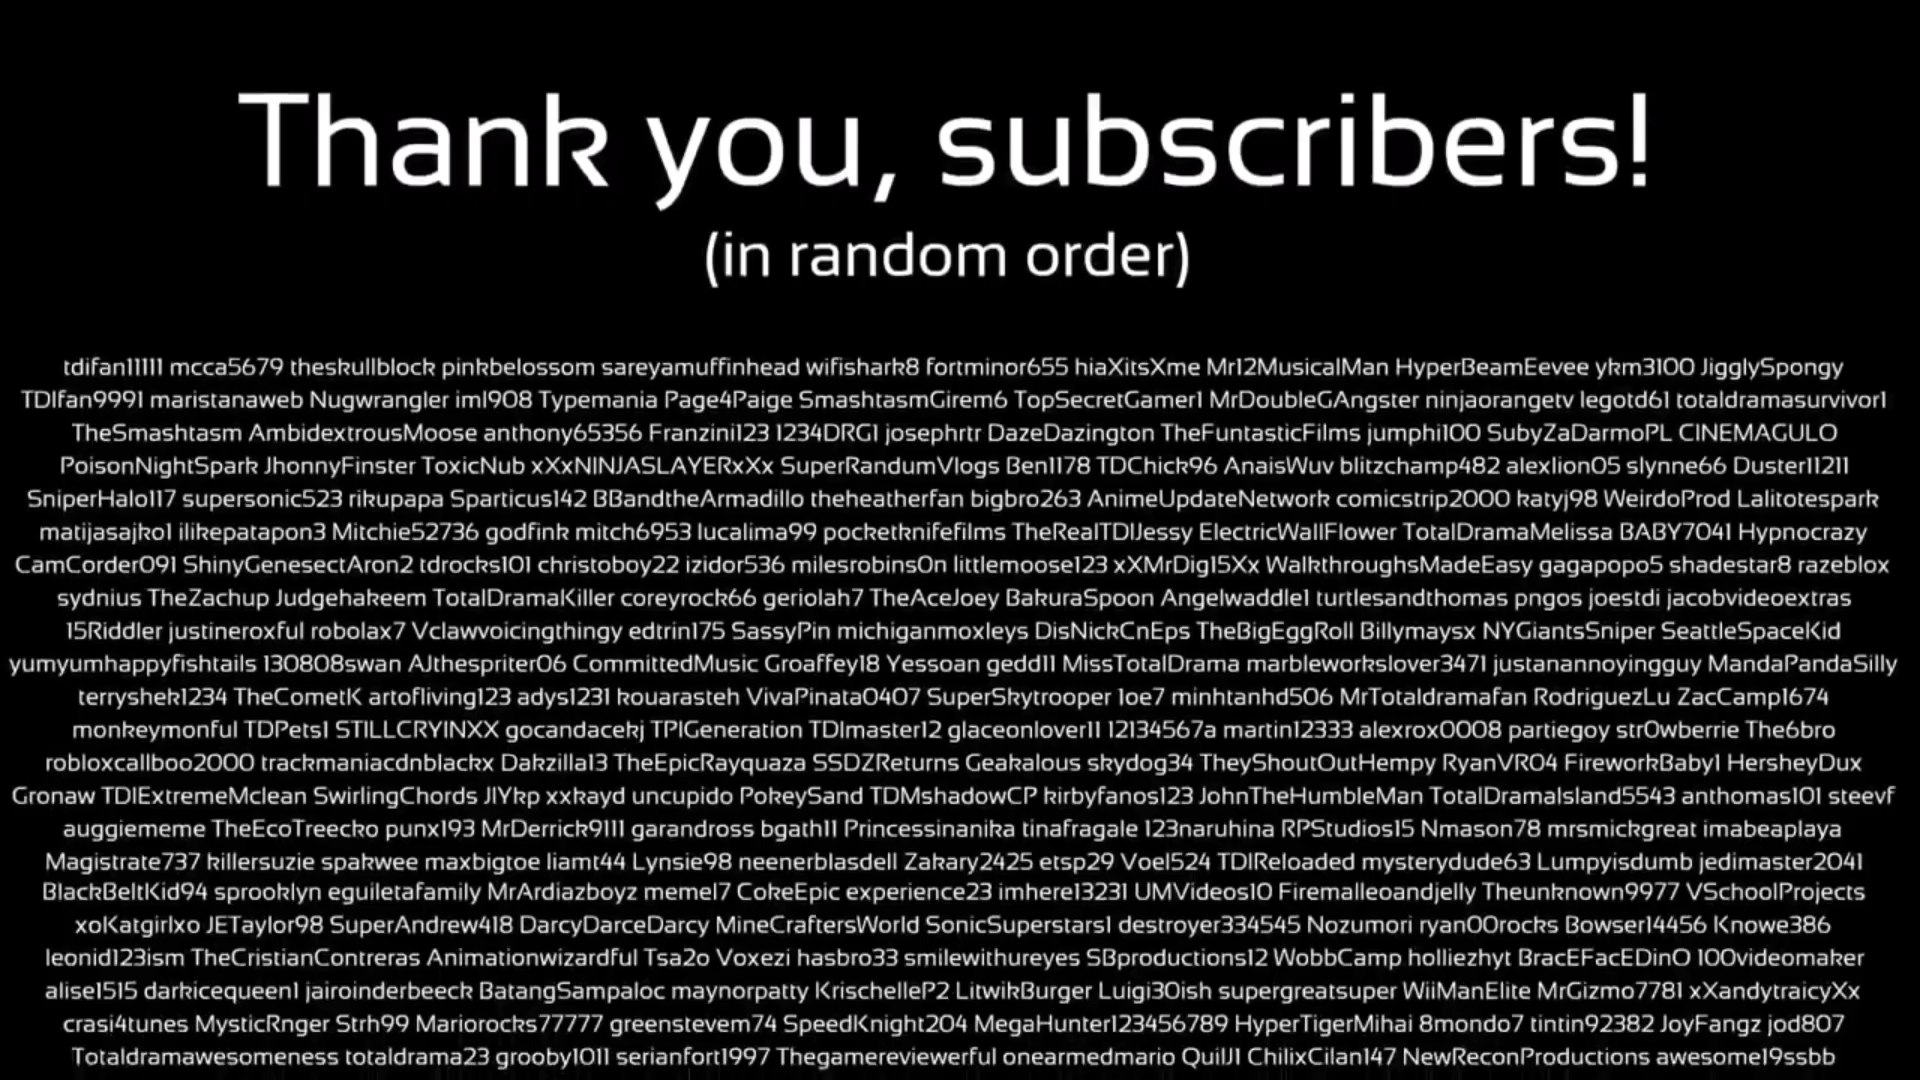 Thank you, subscribers!
(in random order)
tdifan11111 mcca5679 theskullblock pinkbelossom sareyamuffinhead wifishark8 fortminor655 hiaXitsXme Mr12MusicalMan HyperBeamEevee ykm3100 JigglySpongy
TDIfan9991 maristanaweb Nugwrangler iml908 Typemania Page4Paige SmashtasmGirem6 TopSecretGamer1 MrDoubleGAngster ninjaorangetv legotd61 totaldramasurvivor1
TheSmashtasm AmbidextrousMoose anthony65356 Franzini123 1234DRG1 josephrtr DazeDazington TheFuntasticFilms jumphi100 SubyZaDarmoPL CINEMAGULO
PoisonNightSpark JhonnyFinster ToxicNub xXxNINJASLAYERxXx SuperRandumVlogs Ben1178 TDChick96 AnaisWuv blitzchamp482 alexlion05 slynne66 Duster11211
SniperHalo117 supersonic523 rikupapa Sparticus142 BBandtheArmadillo theheatherfan bigbro263 AnimeUpdateNetwork comicstrip2000 katyj98 WeirdoProd Lalitotespark
matijasajko1 ilikepatapon3 Mitchie52736 godfink mitch6953 lucalima99 pocketknifefilms TheRealTDIJessy ElectricWallFlower TotalDramaMelissa BABY7041 Hypnocrazy
CamCorder091 ShinyGenesectAron2 tdrocks101 christoboy22 izidor536 milesrobins0n littlemoose123 xXMrDig15Xx WalkthroughsMadeEasy gagapopo5 shadestar8 razeblox
sydnius TheZachup Judgehakeem TotalDramaKiller coreyrock66 geriolah7 TheAceJoey BakuraSpoon Angelwaddle1 turtlesandthomas pngos joestdi jacobvideoextras
15Riddler justineroxful robolax7 Vclawvoicingthingy edtrin175 SassyPin michiganmoxleys DisNickCnEps TheBigEggRoll Billymaysx NYGiantsSniper SeattleSpaceKid
yumyumhappyfishtails 130808swan AJthespriter06 CommittedMusic Groaffey18 Yessoan gedd11 MissTotalDrama marbleworkslover3471 justanannoyingguy MandaPandaSilly
terryshek1234 TheCometK artofliving123 adys1231 kouarasteh VivaPinata0407 SuperSkytrooper 1oe7 minhtanhd506 MrTotaldramafan RodriguezLu ZacCamp1674
monkeymonful TDPets1 STILLCRYINXX gocandacekj TPIGeneration TDImaster12 glaceonlover11 12134567a martin12333 alexrox0008 partiegoy str0wberrie The6bro
robloxcallboo2000 trackmaniacdnblackx Dakzilla13 TheEpicRayquaza SSDZReturns Geakalous skydog34 TheyShoutOutHempy RyanVR04 FireworkBaby1 HersheyDux
Gronaw TDIExtremeMclean SwirlingChords JIYkp xxkayd uncupido PokeySand TDMshadowCP kirbyfanos123 JohnTheHumbleMan TotalDramaIsland5543 anthomas101 steevf
auggiememe TheEcoTreecko punx193 MrDerrick9111 garandross bgath11 Princessinanika tinafragale 123naruhina RPStudios15 Nmason78 mrsmickgreat imabeaplaya
Magistrate737 killersuzie spakwee maxbigtoe liamt44 Lynsie98 neenerblasdell Zakary2425 etsp29 Voel524 TDIReloaded mysterydude63 Lumpyisdumb jedimaster2041
BlackBeltKid94 sprooklyn eguiletafamily MrArdiazboyz meme17 CokeEpic experience23 imhere13231 UMVideos10 Firemalleoandjelly Theunknown9977 VSchoolProjects
xoKatgirlxo JETaylor98 SuperAndrew418 DarcyDarceDarcy MineCraftersWorld SonicSuperstars1 destroyer334545 Nozumori ryan00rocks Bowser14456 Knowe386
leonid123ism TheCristianContreras Animationwizardful Tsa2o Voxezi hasbro33 smilewithureyes SBproductions12 WobbCamp holliezhyt BracEFacEDinO 100videomaker
alise1515 darkicequeen1 jairoinderbeeck BatangSampaloc maynorpatty KrischelleP2 LitwikBurger Luigi30ish supergreatsuper WiiManElite MrGizmo7781 xXandytraicyXx
crasi4tunes MysticRnger Strh99 Mariorocks77777 greenstevem74 SpeedKnight204 MegaHunter123456789 HyperTigerMihai 8mondo7 tintin92382 JoyFangz jod807
Totaldramawesomeness totaldrama23 grooby1011 serianfort1997 Thegamereviewerful onearmedmario QuilJ1 ChilixCilan147 NewReconProductions awesome19ssbb